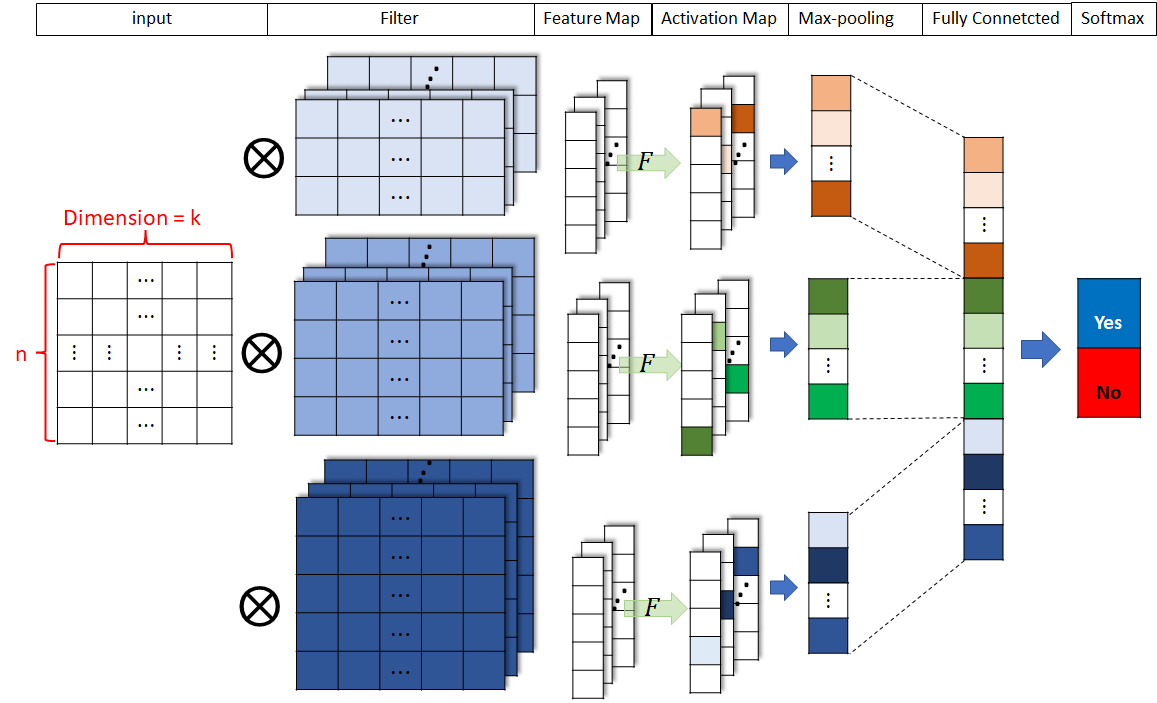 input Filter Feature Map Activation Map Max-pooling Fully Connetcted Softmax
Dimension = k
n
F
F
F
Yes
No